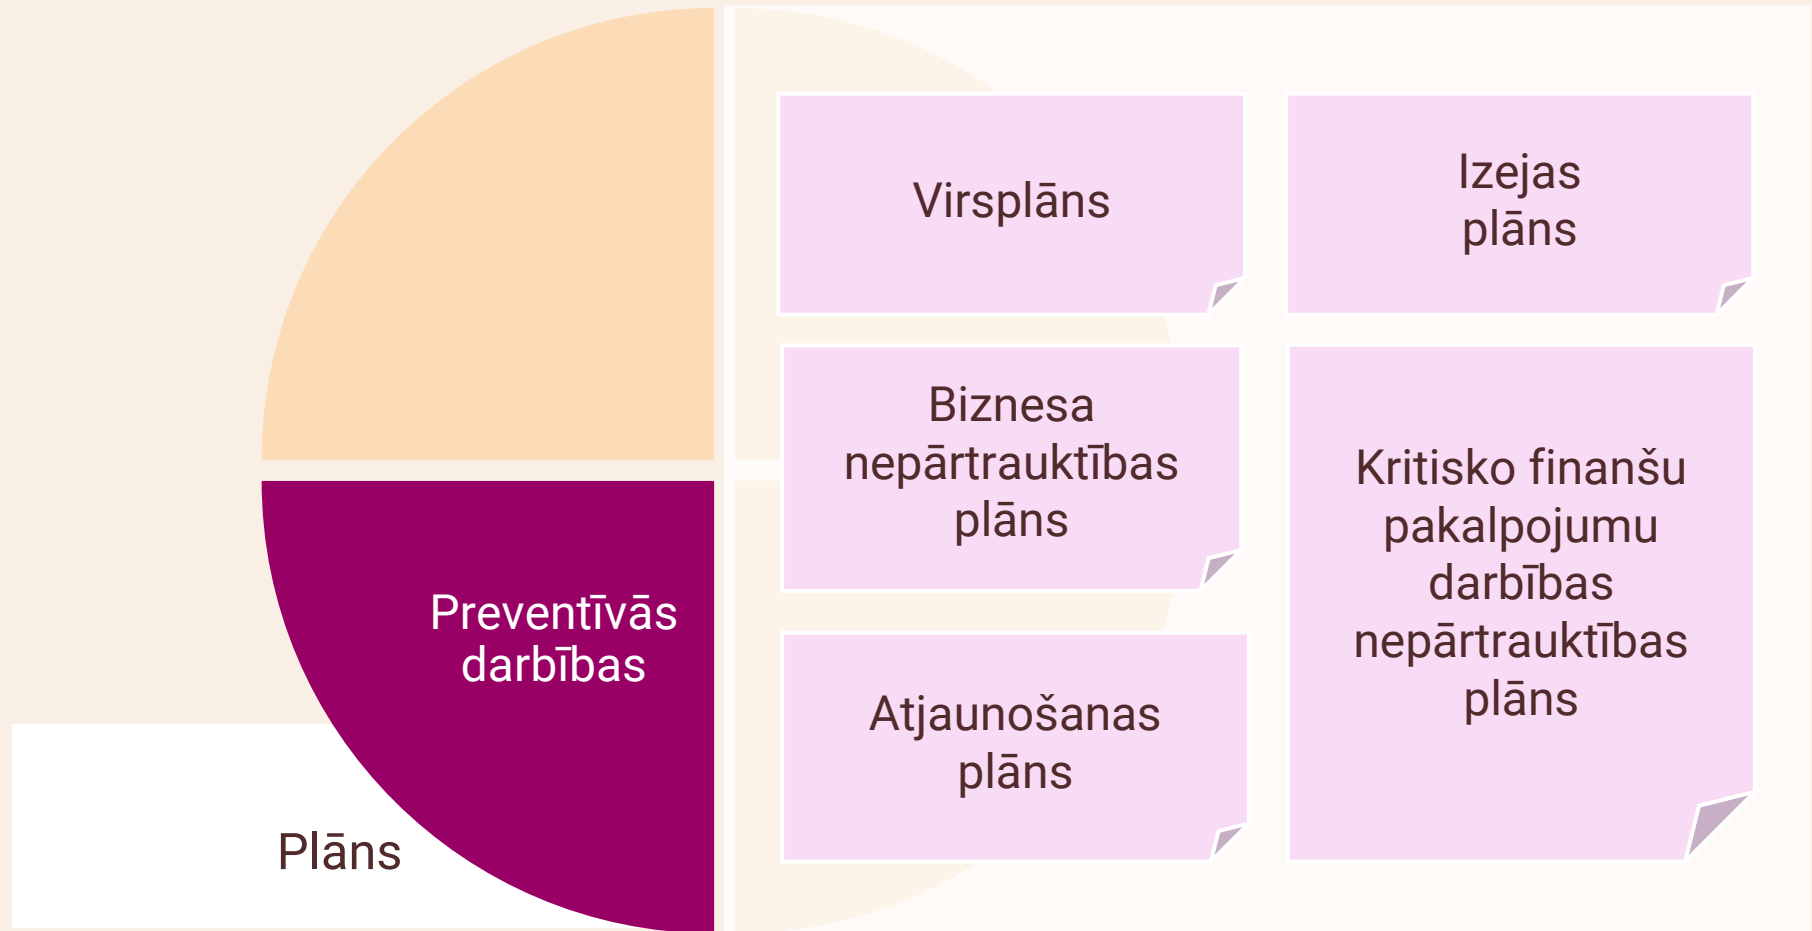 Preventīvās
darbības
Plāns
Virsplāns
Izejas
plāns
Biznesa
nepārtrauktības
plāns
Kritisko finanšu
pakalpojumu
darbības
nepārtrauktības
plāns
Atjaunošanas
plāns